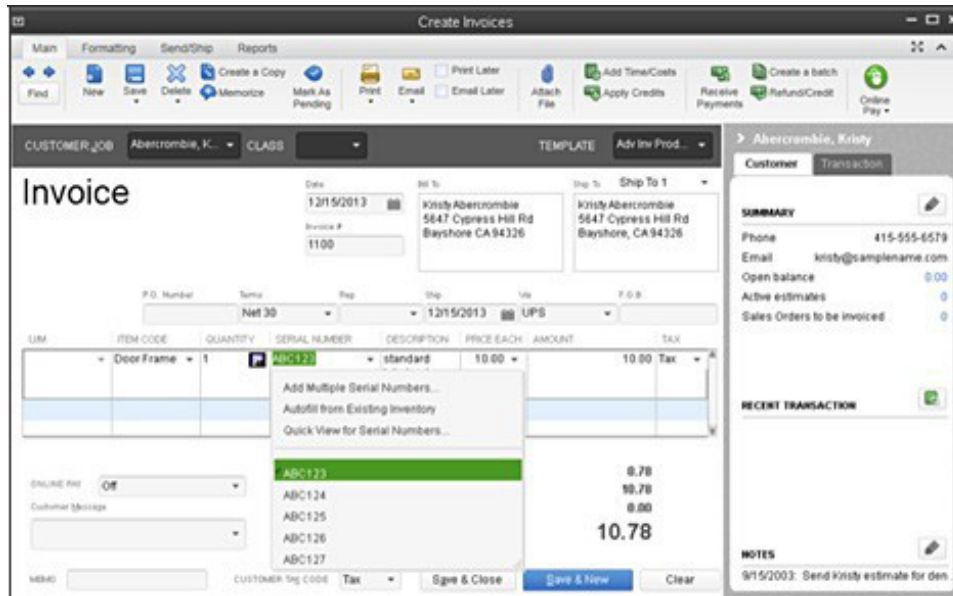 Create Invoices
Main Formatting Send/Ship Reports
Find New Save Delete Create a Copy Memorize Mark As Pending Print Email Print Later Email Later Attach File Add Time/Costs Apply Credits Receive Payments Create a batch Refund/Credit Online Pay
CUSTOMER:JOB Abercrombie, K... CLASS TEMPLATE Adv Inv Prod...
Abercrombie, Kristy
Customer Transaction
Invoice
Date Bill To Ship To Ship To 1
12/15/2013 Kristy Abercrombie Kristy Abercrombie
5647 Cypress Hill Rd 5647 Cypress Hill Rd
Invoice # Bayshore CA 94326 Bayshore, CA 94326
1100
SUMMARY
Phone 415-555-6579
Email kristy@samplename.com
Open balance 0.00
Active estimates 0
Sales Orders to be invoiced 0
P.O. Number Terms Rep Ship Via F.O.B.
Net 30 12/15/2013 UPS
U/M ITEM CODE QUANTITY SERIAL NUMBER DESCRIPTION PRICE EACH AMOUNT TAX
Door Frame 1 ABC123 standard 10.00 10.00 Tax
Add Multiple Serial Numbers...
Autofill from Existing Inventory
Quick View for Serial Numbers...
ABC123
ABC124
ABC125
ABC126
ABC127
RECENT TRANSACTION
0.78
10.78
0.00
10.78
ONLINE PAY Off
Customer Message
MEMO CUSTOMER TAX CODE Tax Save & Close Save & New Clear
NOTES
9/15/2003: Send Kristy estimate for den